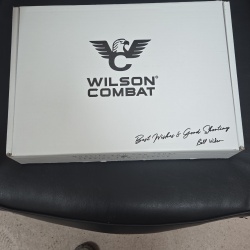 WILSON®
COMBAT
Best Wishes & Good Shooting
Bill Wilson